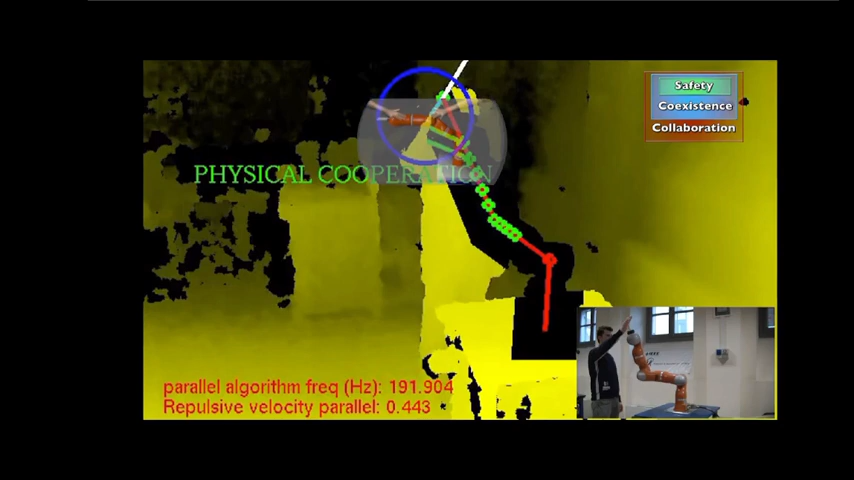 Safety
Coexistence
Collaboration
PHYSICAL COOPERATION
parallel algorithm freq (Hz): 191.904
Repulsive velocity parallel: 0.443